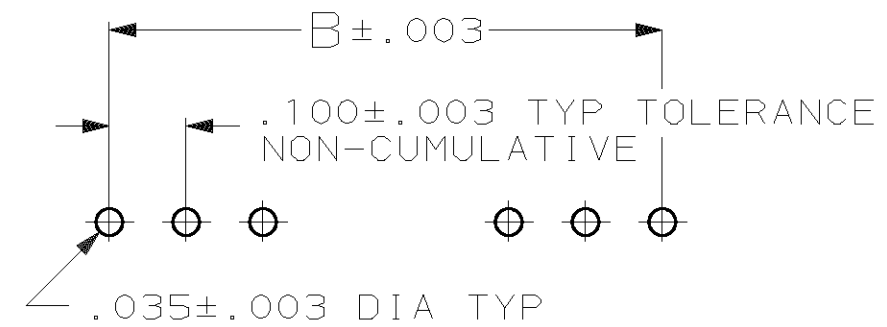 B±.003
.100±.003 TYP TOLERANCE
NON-CUMULATIVE
.035±.003 DIA TYP